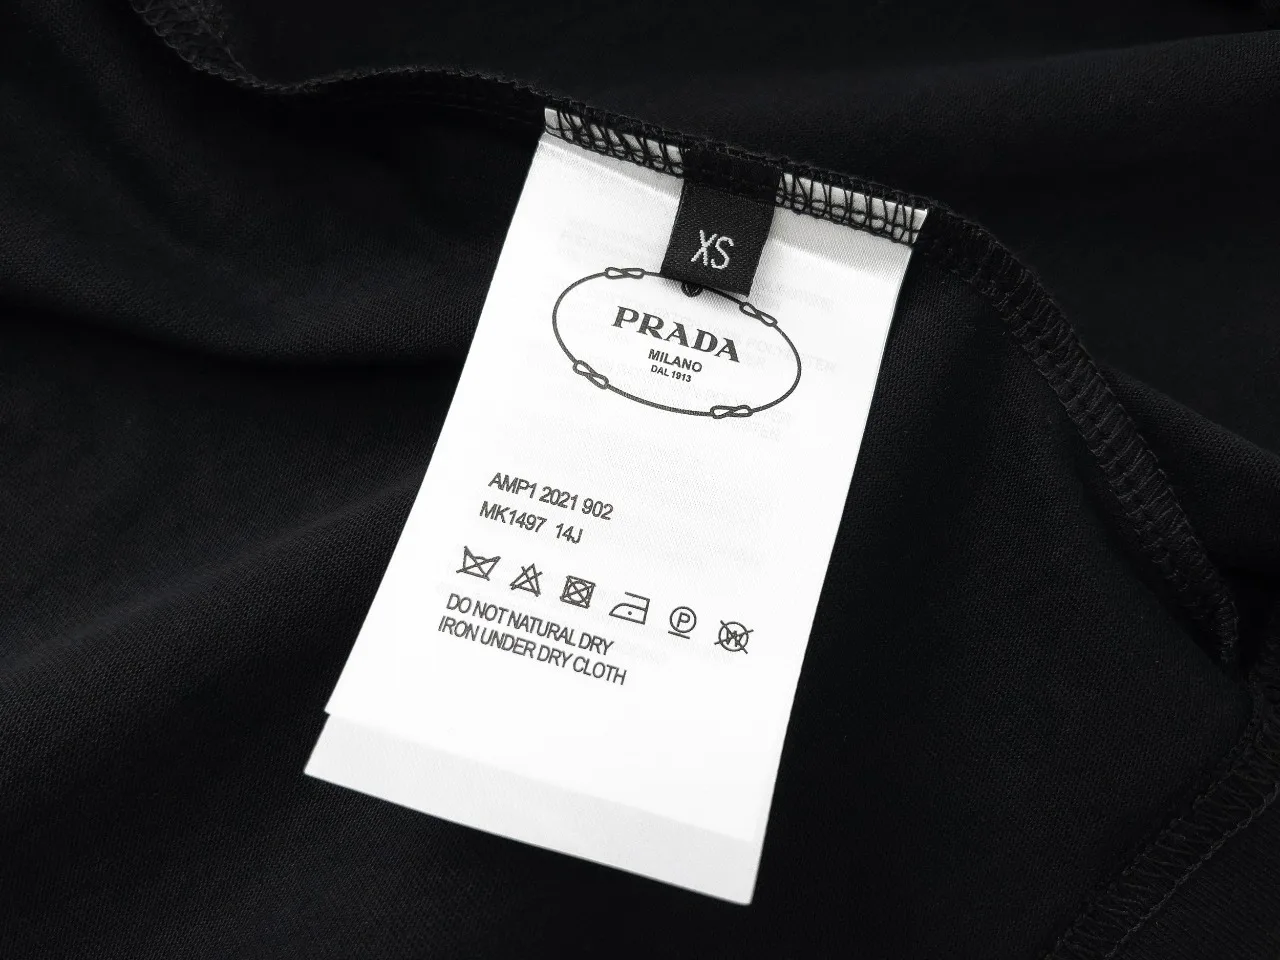 XS
PRADA
MILANO
DAL 1913
AMP1 2021 902
MK1497 14J
P
W
DO NOT NATURAL DRY
IRON UNDER DRY CLOTH